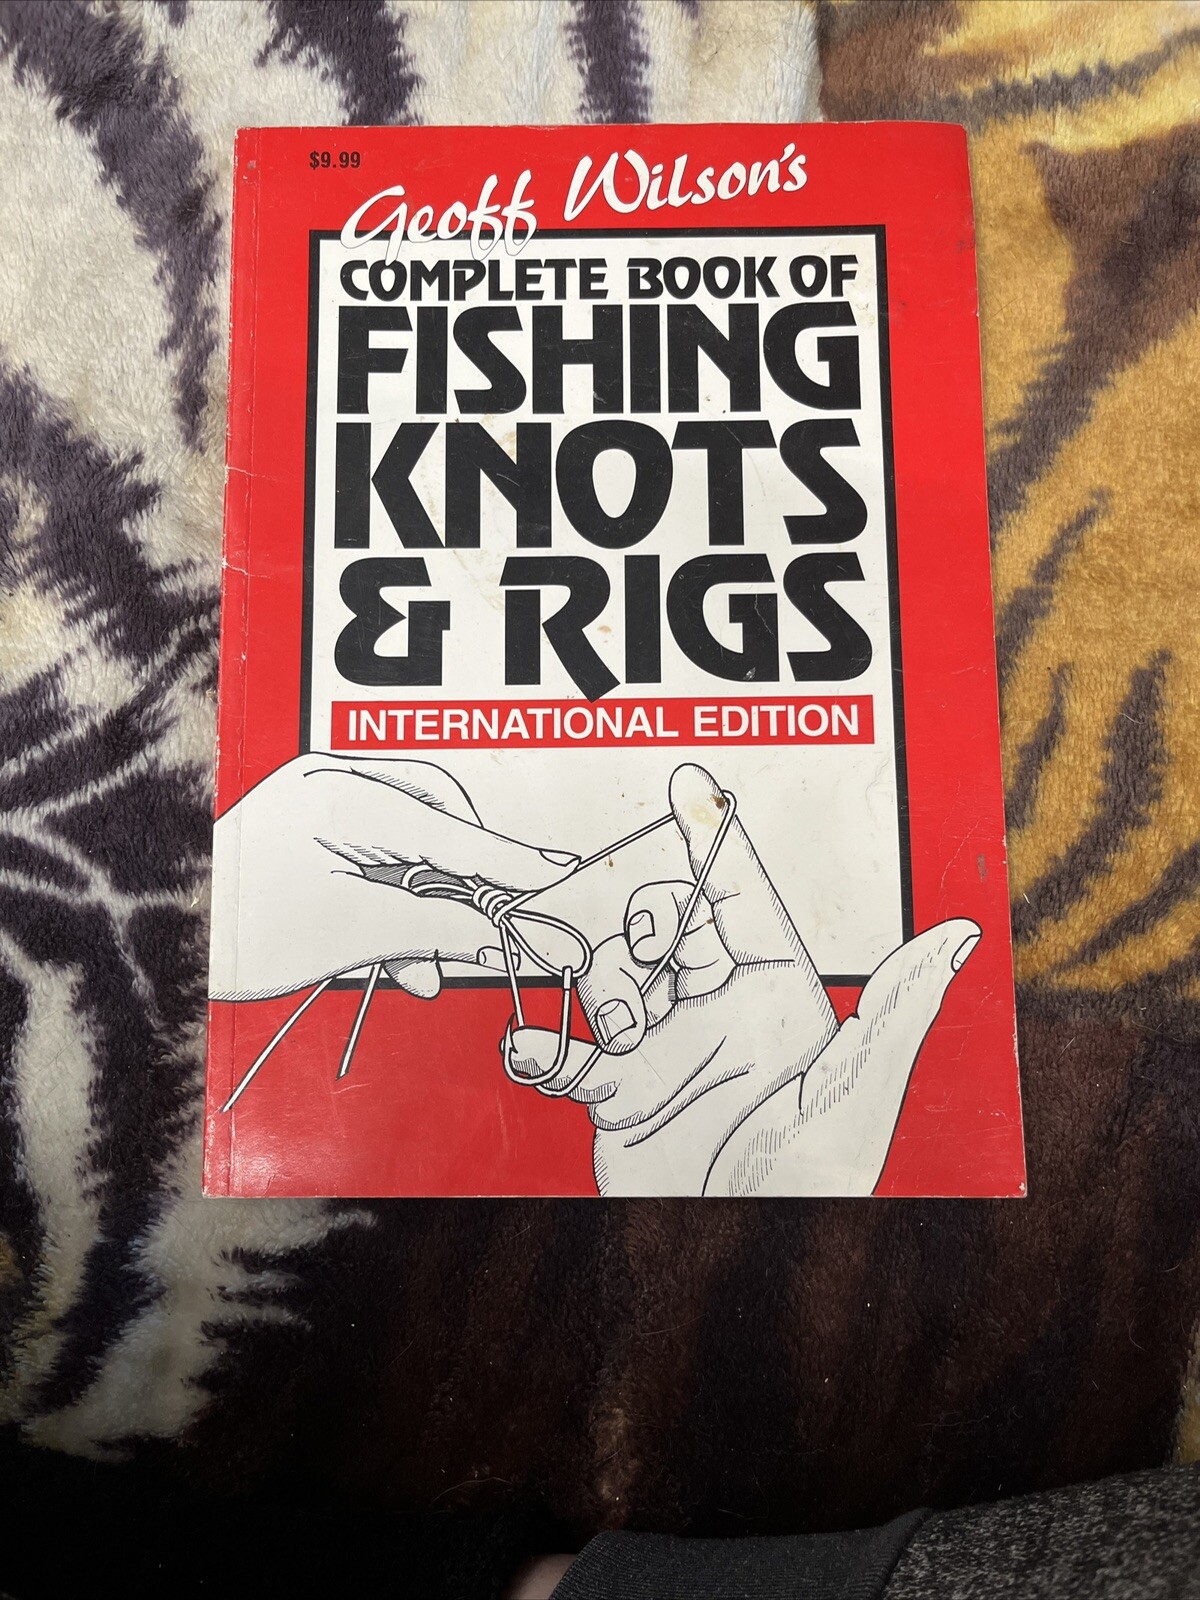 $9.99
Geoff Wilson's
COMPLETE BOOK OF
FISHING
KNOTS
& RIGS
INTERNATIONAL EDITION